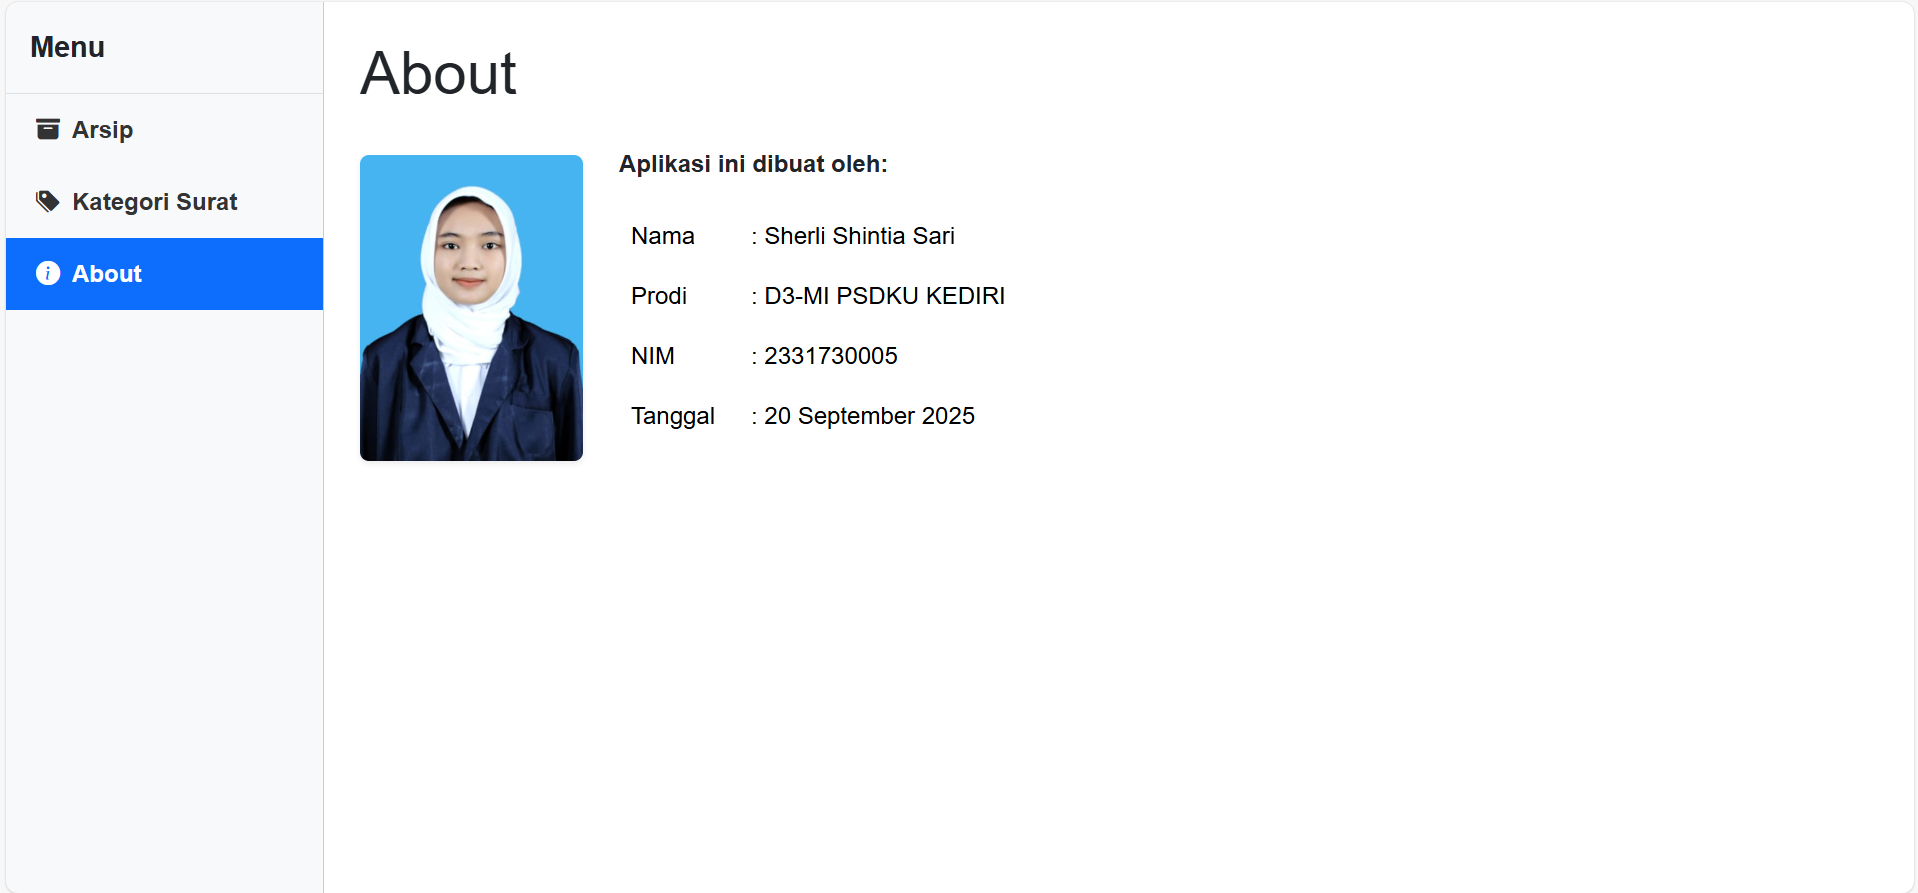 Menu
Arsip
Kategori Surat
About
About
Aplikasi ini dibuat oleh:
Nama : Sherli Shintia Sari
Prodi : D3-MI PSDKU KEDIRI
NIM : 2331730005
Tanggal : 20 September 2025